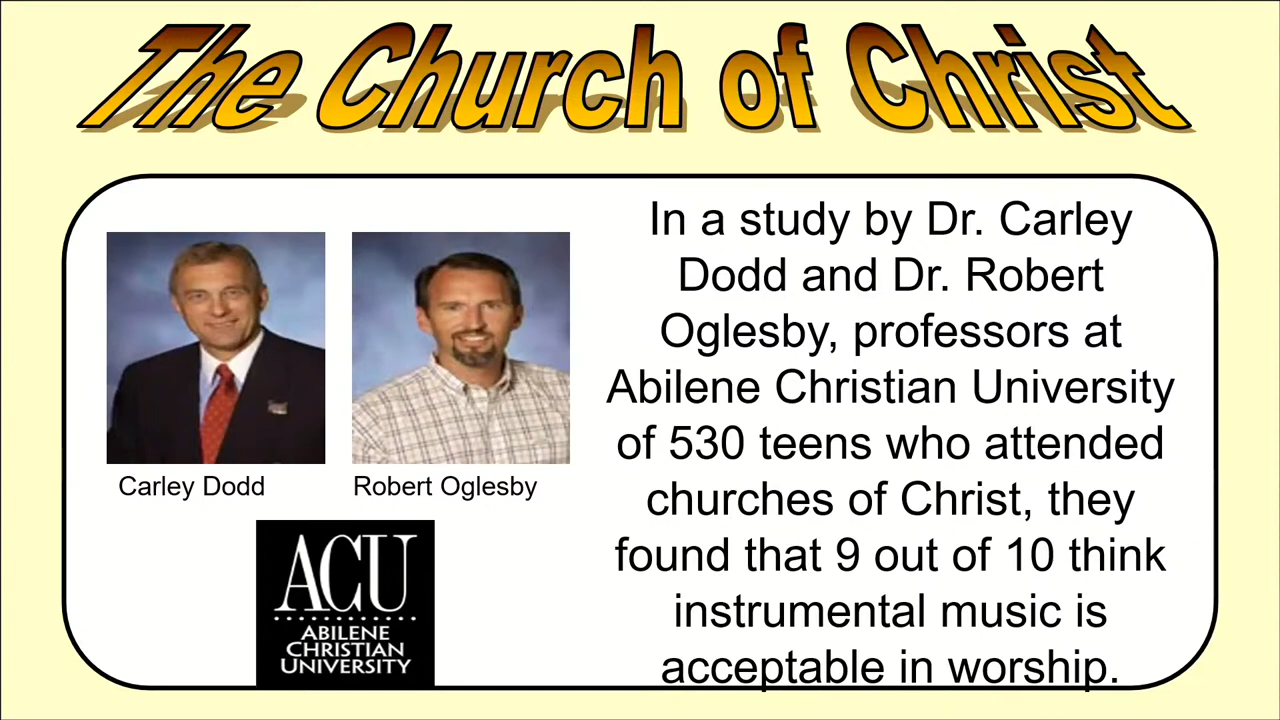 The Church of Christ
Carley Dodd
Robert Oglesby
ACU
ABILENE
CHRISTIAN
UNIVERSITY
In a study by Dr. Carley
Dodd and Dr. Robert
Oglesby, professors at
Abilene Christian University
of 530 teens who attended
churches of Christ, they
found that 9 out of 10 think
instrumental music is
acceptable in worship.